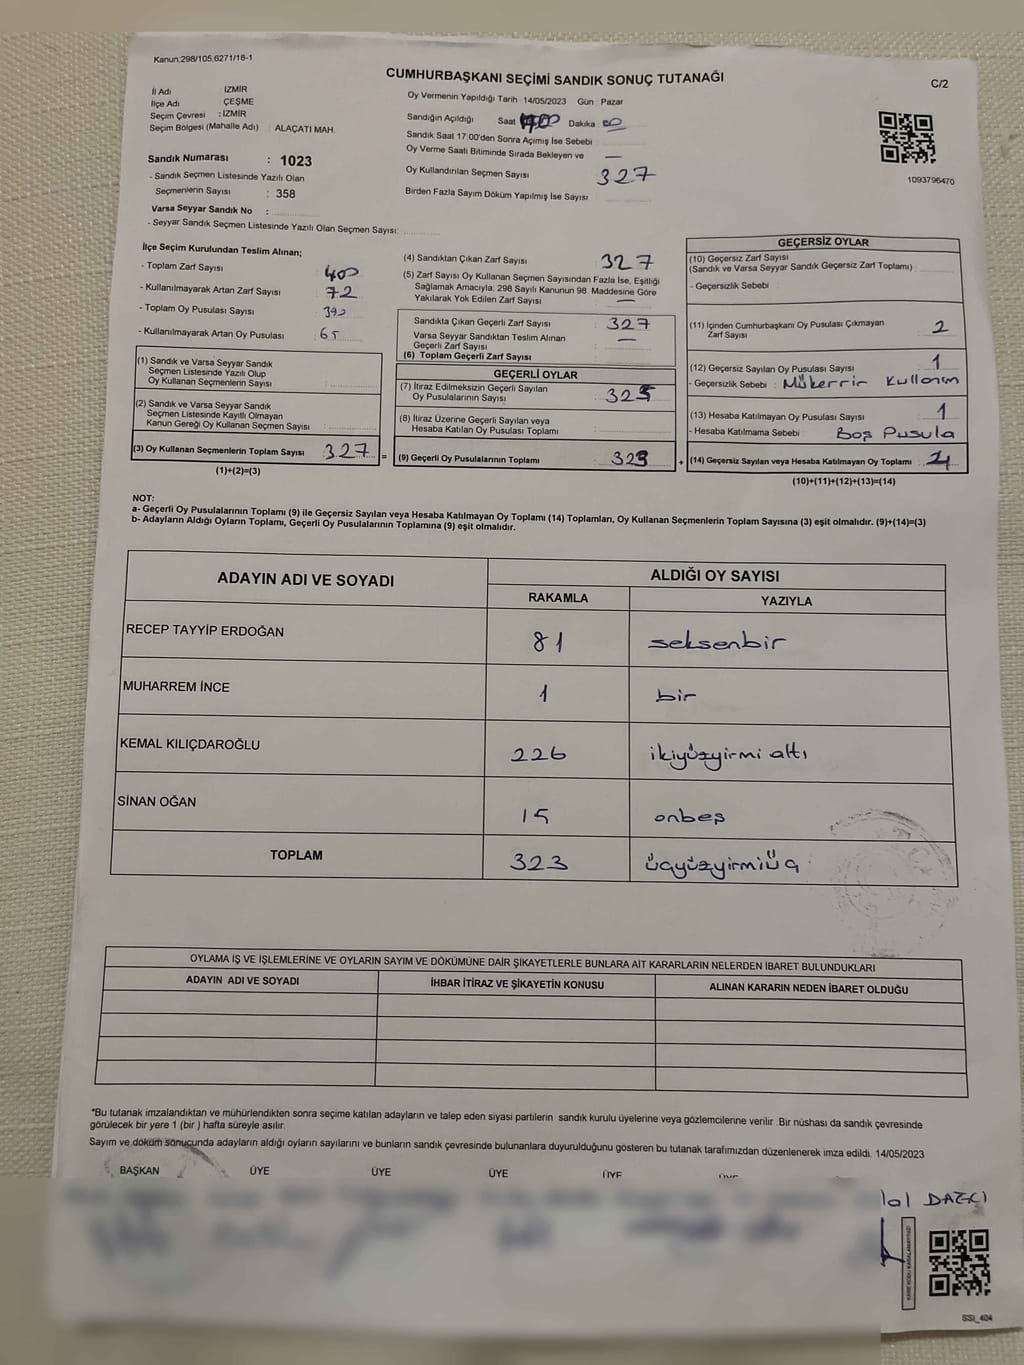 Kanun;298/105;6271/18-1
CUMHURBAŞKANI SEÇİMİ SANDIK SONUÇ TUTANAĞI
C/2
İl Adı İZMİR
İlçe Adı ÇEŞME
Seçim Çevresi : İZMİR
Seçim Bölgesi (Mahalle Adı) : ALAÇATI MAH.
Oy Vermenin Yapıldığı Tarih 14/05/2023 Gün : Pazar
Sandığın Açıldığı Saat Dakika : 00
Sandık Saat 17:00'den Sonra Açımış İse Sebebi
Oy Verme Saati Bitiminde Sırada Bekleyen ve —
Oy Kullandırılan Seçmen Sayısı 327
Birden Fazla Sayım Döküm Yapılmış İse Sayısı
1093796470
Sandık Numarası : 1023
- Sandık Seçmen Listesinde Yazılı Olan
Seçmenlerin Sayısı : 358
Varsa Seyyar Sandık No :
- Seyyar Sandık Seçmen Listesinde Yazılı Olan Seçmen Sayısı:
İlçe Seçim Kurulundan Teslim Alınan;
- Toplam Zarf Sayısı : 400
- Kullanılmayarak Artan Zarf Sayısı : 72
- Toplam Oy Pusulası Sayısı : 392
- Kullanılmayarak Artan Oy Pusulası : 65
(1) Sandık ve Varsa Seyyar Sandık
Seçmen Listesinde Yazılı Olup
Oy Kullanan Seçmenlerin Sayısı :
(2) Sandık ve Varsa Seyyar Sandık
Seçmen Listesinde Kayıtlı Olmayan
Kanun Gereği Oy Kullanan Seçmen Sayısı :
(3) Oy Kullanan Seçmenlerin Toplam Sayısı : 327 =
(1)+(2)=(3)
(4) Sandıktan Çıkan Zarf Sayısı 327
(5) Zarf Sayısı Oy Kullanan Seçmen Sayısından Fazla İse, Eşitliği
Sağlamak Amacıyla; 298 Sayılı Kanunun 98. Maddesine Göre
Yakılarak Yok Edilen Zarf Sayısı —
Sandıkta Çıkan Geçerli Zarf Sayısı : 327
Varsa Seyyar Sandıktan Teslim Alınan
Geçerli Zarf Sayısı : —
(6) Toplam Geçerli Zarf Sayısı :
GEÇERLİ OYLAR
(7) İtiraz Edilmeksizin Geçerli Sayılan
Oy Pusulalarının Sayısı : 323
(8) İtiraz Üzerine Geçerli Sayılan veya
Hesaba Katılan Oy Pusulası Toplamı :
(9) Geçerli Oy Pusulalarının Toplamı : 323 +
GEÇERSİZ OYLAR
(10) Geçersiz Zarf Sayısı
(Sandık ve Varsa Seyyar Sandık Geçersiz Zarf Toplamı) :
- Geçersizlik Sebebi :
(11) İçinden Cumhurbaşkanı Oy Pusulası Çıkmayan 2
Zarf Sayısı
(12) Geçersiz Sayılan Oy Pusulası Sayısı : 1
- Geçersizlik Sebebi : Mükerrir Kullanım
(13) Hesaba Katılmayan Oy Pusulası Sayısı : 1
- Hesaba Katılmama Sebebi : Boş Pusula
(14) Geçersiz Sayılan veya Hesaba Katılmayan Oy Toplamı : 4
(10)+(11)+(12)+(13)=(14)
NOT:
a- Geçerli Oy Pusulalarının Toplamı (9) ile Geçersiz Sayılan veya Hesaba Katılmayan Oy Toplamı (14) Toplamları, Oy Kullanan Seçmenlerin Toplam Sayısına (3) eşit olmalıdır. (9)+(14)=(3)
b- Adayların Aldığı Oyların Toplamı, Geçerli Oy Pusulalarının Toplamına (9) eşit olmalıdır.
ADAYIN ADI VE SOYADI ALDIĞI OY SAYISI
RAKAMLA YAZIYLA
RECEP TAYYİP ERDOĞAN 81 seksenbir
MUHARREM İNCE 1 bir
KEMAL KILIÇDAROĞLU 226 ikiyüzyirmi altı
SİNAN OĞAN 15 onbeş
TOPLAM 323 üçyüzyirmiüç
OYLAMA İŞ VE İŞLEMLERİNE VE OYLARIN SAYIM VE DÖKÜMÜNE DAİR ŞİKAYETLERLE BUNLARA AİT KARARLARIN NELERDEN İBARET BULUNDUKLARI
ADAYIN ADI VE SOYADI İHBAR İTİRAZ VE ŞİKAYETİN KONUSU ALINAN KARARIN NEDEN İBARET OLDUĞU
*Bu tutanak imzalandıktan ve mühürlendikten sonra seçime katılan adayların ve talep eden siyasi partilerin sandık kurulu üyelerine veya gözlemcilerine verilir. Bir nüshası da sandık çevresinde
görülecek bir yere 1 (bir) hafta süreyle asılır.
Sayım ve döküm sonucunda adayların aldığı oyların sayılarını ve bunların sandık çevresinde bulunanlara duyurulduğunu gösteren bu tutanak tarafımızdan düzenlenerek imza edildi. 14/05/2023
BAŞKAN ÜYE ÜYE ÜYE ÜYE ÜYE
SSI_404